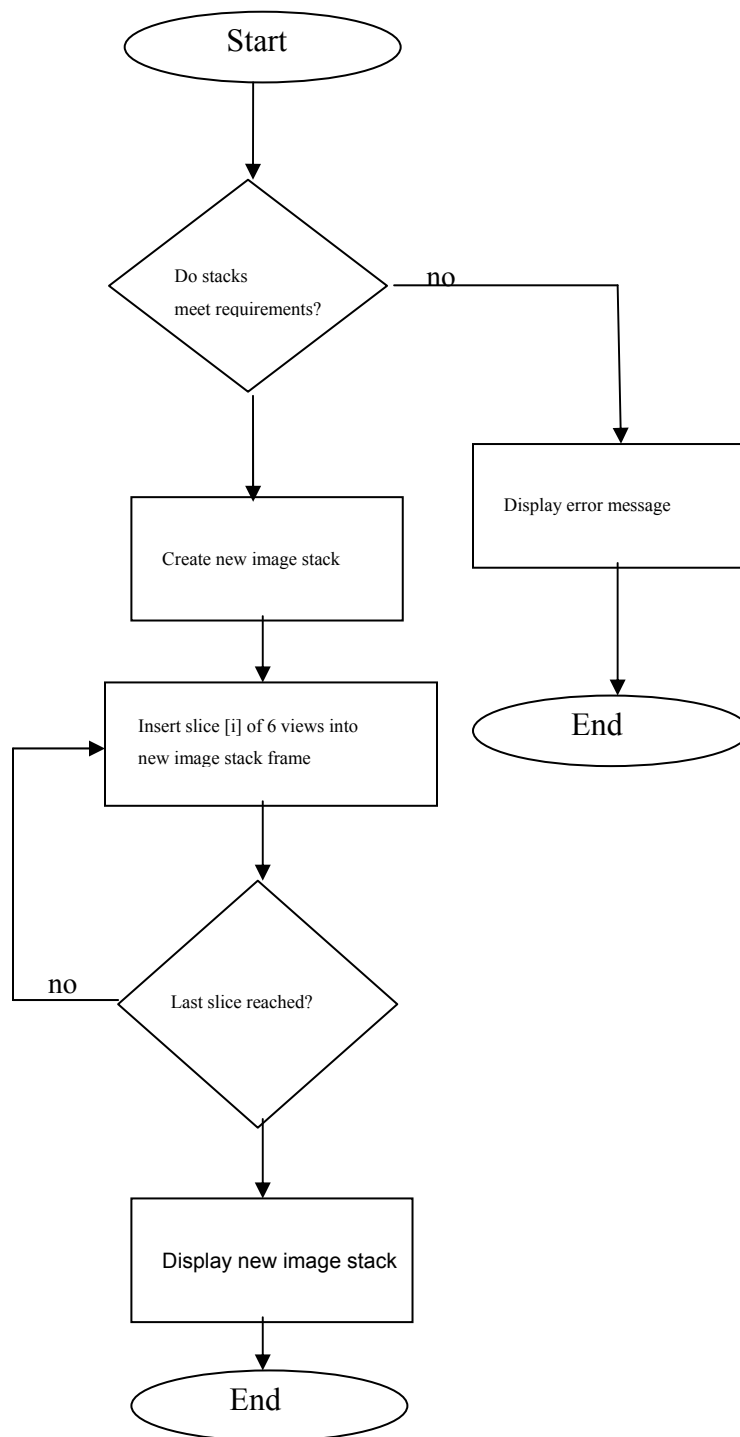 Start
Do stacks
meet requirements?
no
Display error message
End
Create new image stack
Insert slice [i] of 6 views into
new image stack frame
Last slice reached?
no
Display new image stack
End